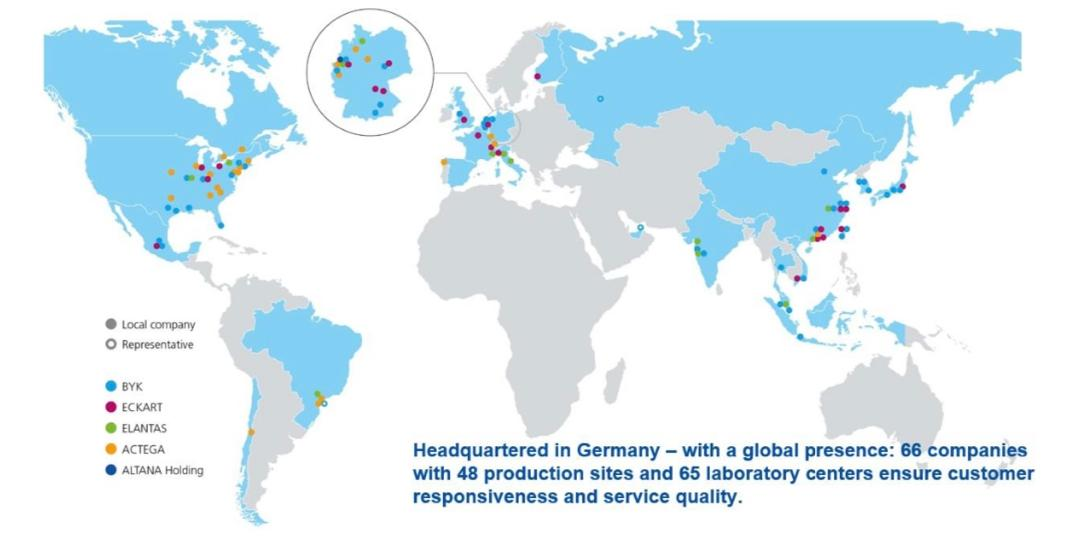 Local company
Representative
BYK
ECKART
ELANTAS
ACTEGA
ALTANA Holding
Headquartered in Germany – with a global presence: 66 companies
with 48 production sites and 65 laboratory centers ensure customer
responsiveness and service quality.